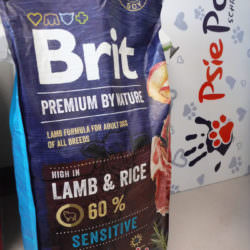 Brit
PREMIUM BY NATURE
LAMB FORMULA FOR ADULT DOGS
OF ALL BREEDS
HIGH IN
LAMB & RICE
60 %
SENSITIVE
Psie